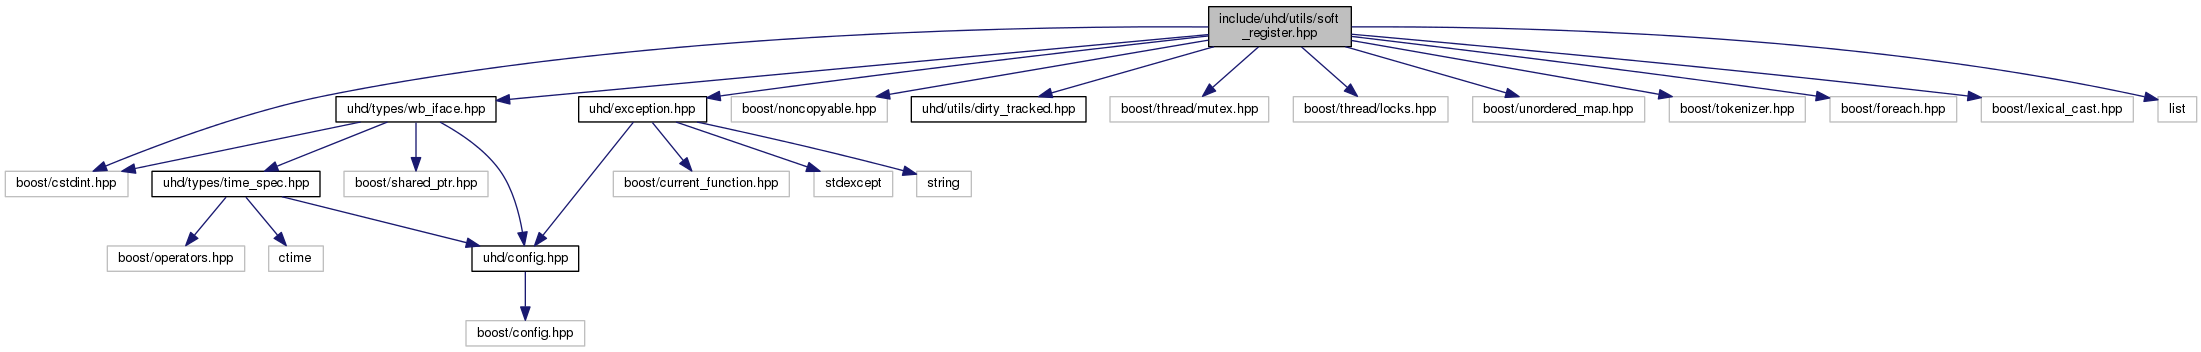 include/uhd/utils/soft
_register.hpp
uhd/types/wb_iface.hpp
uhd/exception.hpp
boost/noncopyable.hpp
uhd/utils/dirty_tracked.hpp
boost/thread/mutex.hpp
boost/thread/locks.hpp
boost/unordered_map.hpp
boost/tokenizer.hpp
boost/foreach.hpp
boost/lexical_cast.hpp
list
boost/cstdint.hpp
uhd/types/time_spec.hpp
boost/shared_ptr.hpp
boost/current_function.hpp
stdexcept
string
boost/operators.hpp
ctime
uhd/config.hpp
boost/config.hpp